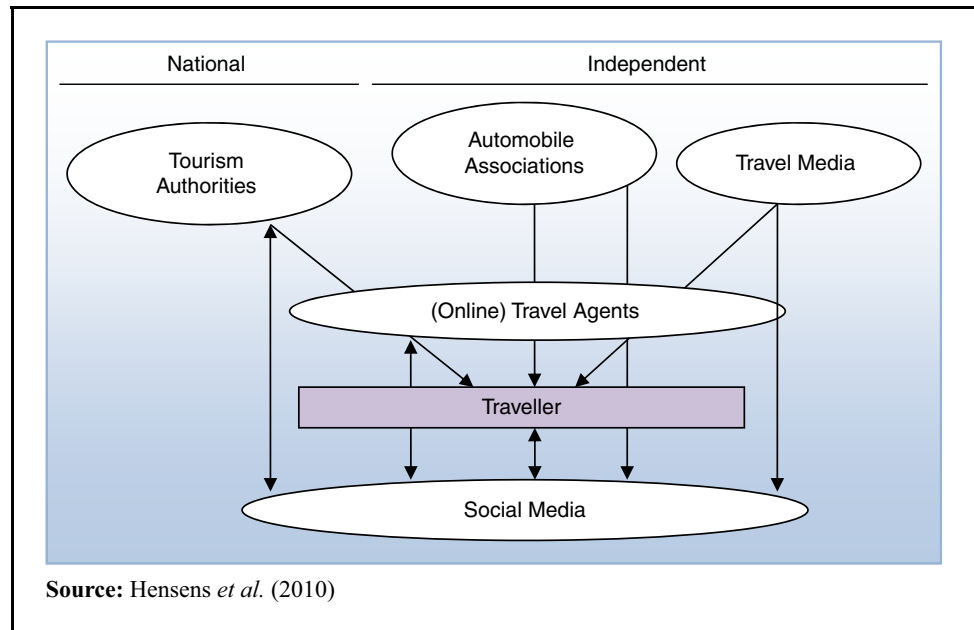 National
Independent
Tourism
Authorities
Automobile
Associations
Travel Media
(Online) Travel Agents
Traveller
Social Media
Source: Hensens et al. (2010)